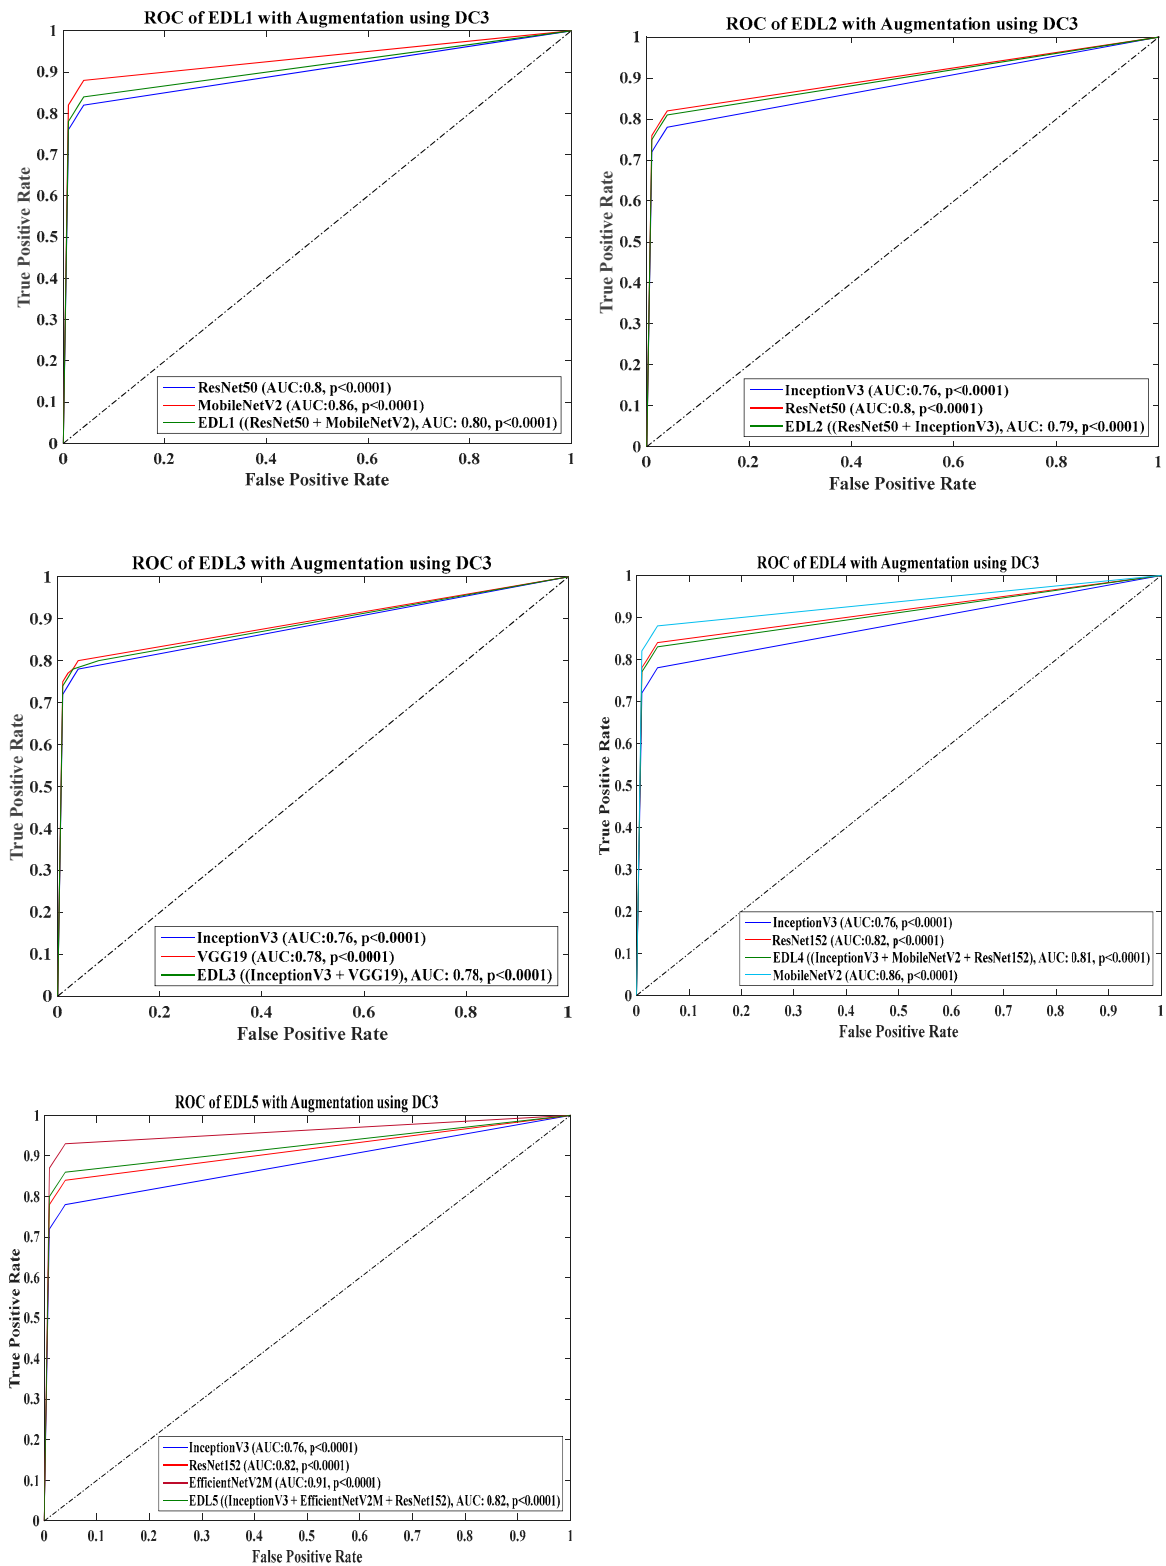 ROC of EDL1 with Augmentation using DC3
1
0.9
0.8
0.7
0.6
0.5
0.4
0.3
0.2
0.1
0
True Positive Rate
ResNet50 (AUC:0.8, p<0.0001)
MobileNetV2 (AUC:0.86, p<0.0001)
EDL1 ((ResNet50 + MobileNetV2), AUC: 0.80, p<0.0001)
0 0.2 0.4 0.6 0.8 1
False Positive Rate
ROC of EDL2 with Augmentation using DC3
1
0.9
0.8
0.7
0.6
0.5
0.4
0.3
0.2
0.1
0
True Positive Rate
InceptionV3 (AUC:0.76, p<0.0001)
ResNet50 (AUC:0.8, p<0.0001)
EDL2 ((ResNet50 + InceptionV3), AUC: 0.79, p<0.0001)
0 0.2 0.4 0.6 0.8 1
False Positive Rate
ROC of EDL3 with Augmentation using DC3
1
0.9
0.8
0.7
0.6
0.5
0.4
0.3
0.2
0.1
0
True Positive Rate
InceptionV3 (AUC:0.76, p<0.0001)
VGG19 (AUC:0.78, p<0.0001)
EDL3 ((InceptionV3 + VGG19), AUC: 0.78, p<0.0001)
0 0.2 0.4 0.6 0.8 1
False Positive Rate
ROC of EDL4 with Augmentation using DC3
1
0.9
0.8
0.7
0.6
0.5
0.4
0.3
0.2
0.1
0
True Positive Rate
InceptionV3 (AUC:0.76, p<0.0001)
ResNet152 (AUC:0.82, p<0.0001)
EDL4 ((InceptionV3 + MobileNetV2 + ResNet152), AUC: 0.81, p<0.0001)
MobileNetV2 (AUC:0.86, p<0.0001)
0 0.1 0.2 0.3 0.4 0.5 0.6 0.7 0.8 0.9 1
False Positive Rate
ROC of EDL5 with Augmentation using DC3
1
0.9
0.8
0.7
0.6
0.5
0.4
0.3
0.2
0.1
0
True Positive Rate
InceptionV3 (AUC:0.76, p<0.0001)
ResNet152 (AUC:0.82, p<0.0001)
EfficientNetV2M (AUC:0.91, p<0.0001)
EDL5 ((InceptionV3 + EfficientNetV2M + ResNet152), AUC: 0.82, p<0.0001)
0 0.1 0.2 0.3 0.4 0.5 0.6 0.7 0.8 0.9 1
False Positive Rate